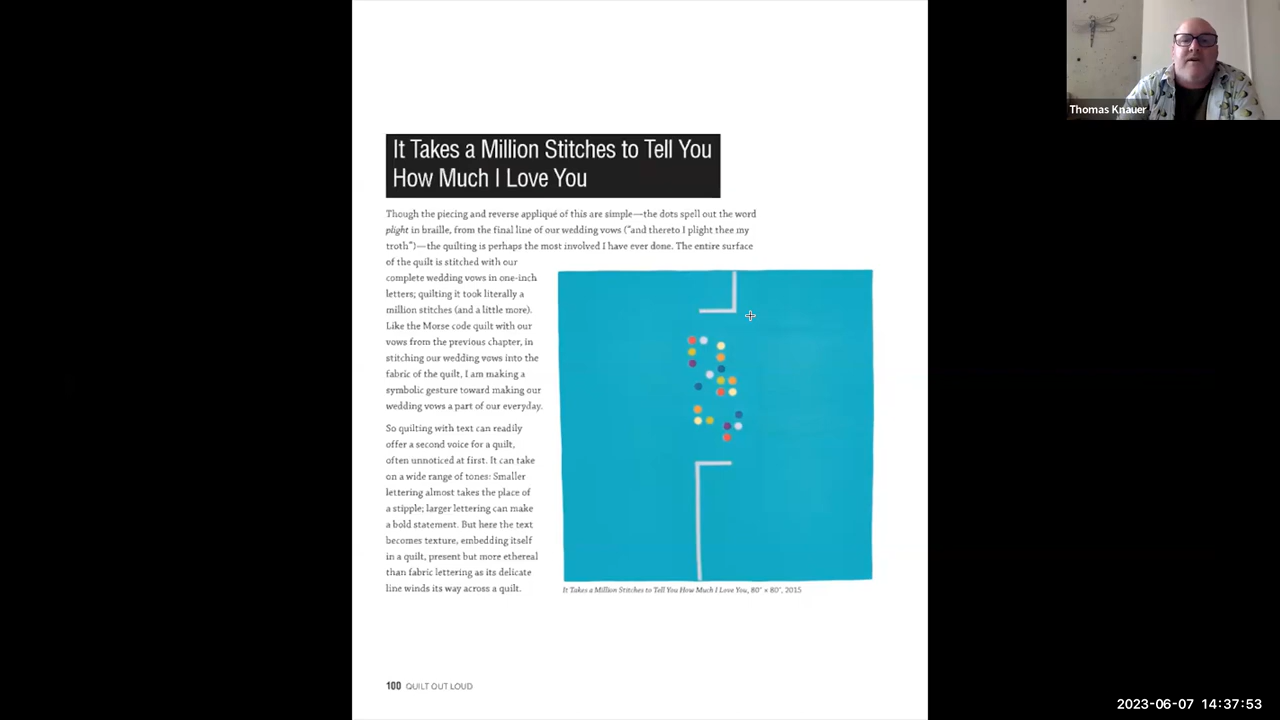 Thomas Knauer
It Takes a Million Stitches to Tell You
How Much I Love You
Though the piecing and reverse appliqué of this are simple—the dots spell out the word
plight in braille, from the final line of our wedding vows (“and thereto I plight thee my
troth”)—the quilting is perhaps the most involved I have ever done. The entire surface
of the quilt is stitched with our
complete wedding vows in one-inch
letters; quilting it took literally a
million stitches (and a little more).
Like the Morse code quilt with our
vows from the previous chapter, in
stitching our wedding vows into the
fabric of the quilt, I am making a
symbolic gesture toward making our
wedding vows a part of our everyday.
So quilting with text can readily
offer a second voice for a quilt,
often unnoticed at first. It can take
on a wide range of tones: Smaller
lettering almost takes the place of
a stipple; larger lettering can make
a bold statement. But here the text
becomes texture, embedding itself
in a quilt, present but more ethereal
than fabric lettering as its delicate
line winds its way across a quilt.
It Takes a Million Stitches to Tell You How Much I Love You, 80″ × 80″, 2015
100 QUILT OUT LOUD
2023-06-07 14:37:53